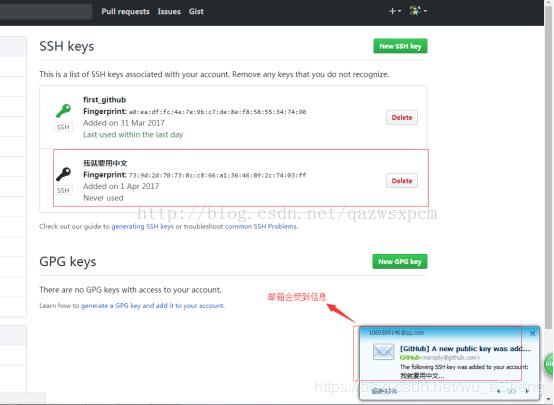 Pull requests Issues Gist
SSH keys
New SSH key
This is a list of SSH keys associated with your account. Remove any keys that you do not recognize.
first_github
Fingerprint: a0:ea:df:fc:4e:7e:9b:c7:de:8e:f8:58:55:34:74:90
SSH
Added on 31 Mar 2017
Last used within the last day
Delete
我就要用中文
Fingerprint: 73:9d:2d:70:73:8c:c8:66:a1:36:46:89:2c:74:03:ff
SSH
Added on 1 Apr 2017
Never used
Delete
http://blog.csdn.net/qazwsxpcm
Check out our guide to generating SSH keys or troubleshoot common SSH Problems.
GPG keys
New GPG key
There are no GPG keys with access to your account.
Learn how to generate a GPG key and add it to your account.
邮箱会受到信息
1060589146@qq.com
[GitHub] A new public key was add...
GitHub<noreply@github.com>
The following SSH key was added to your account:
我就要用中文...